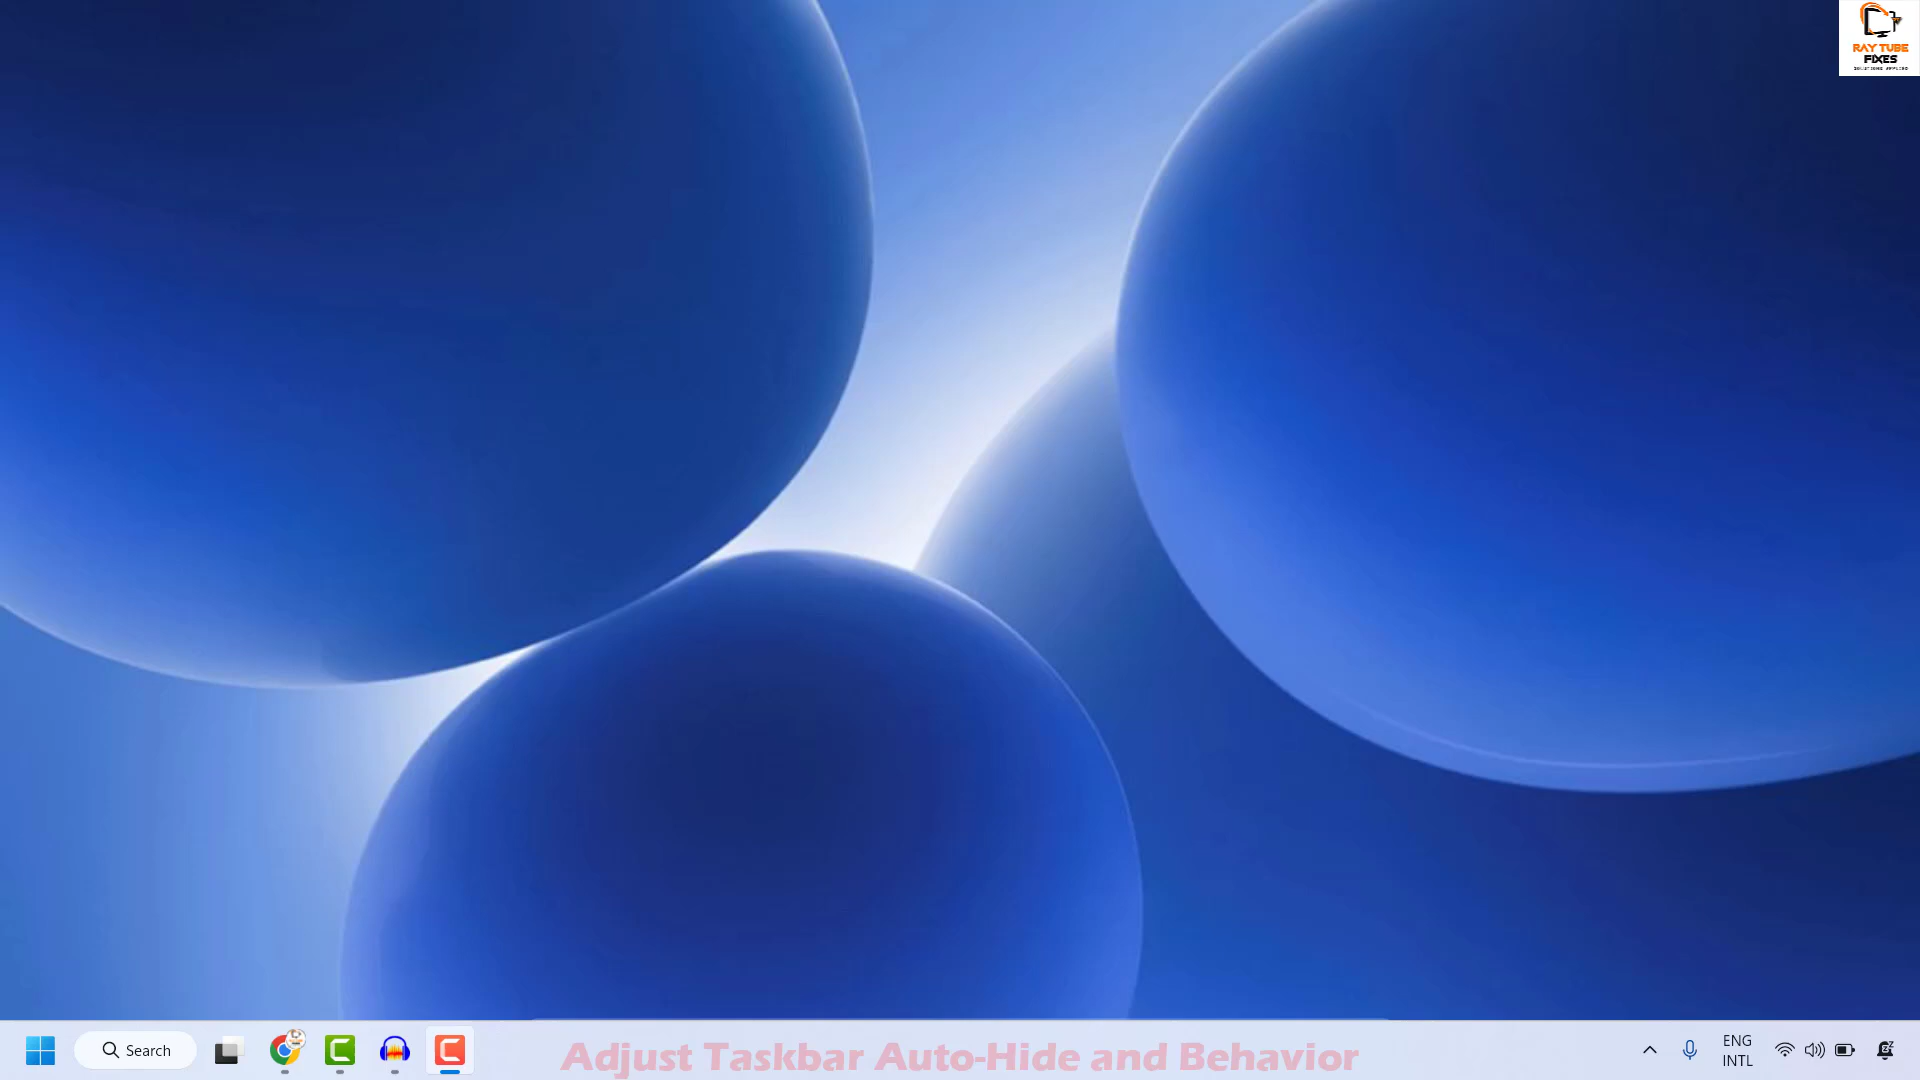 RAY TUBE
FIXES
Search
Adjust Taskbar Auto-Hide and Behavior
ENG
INTL